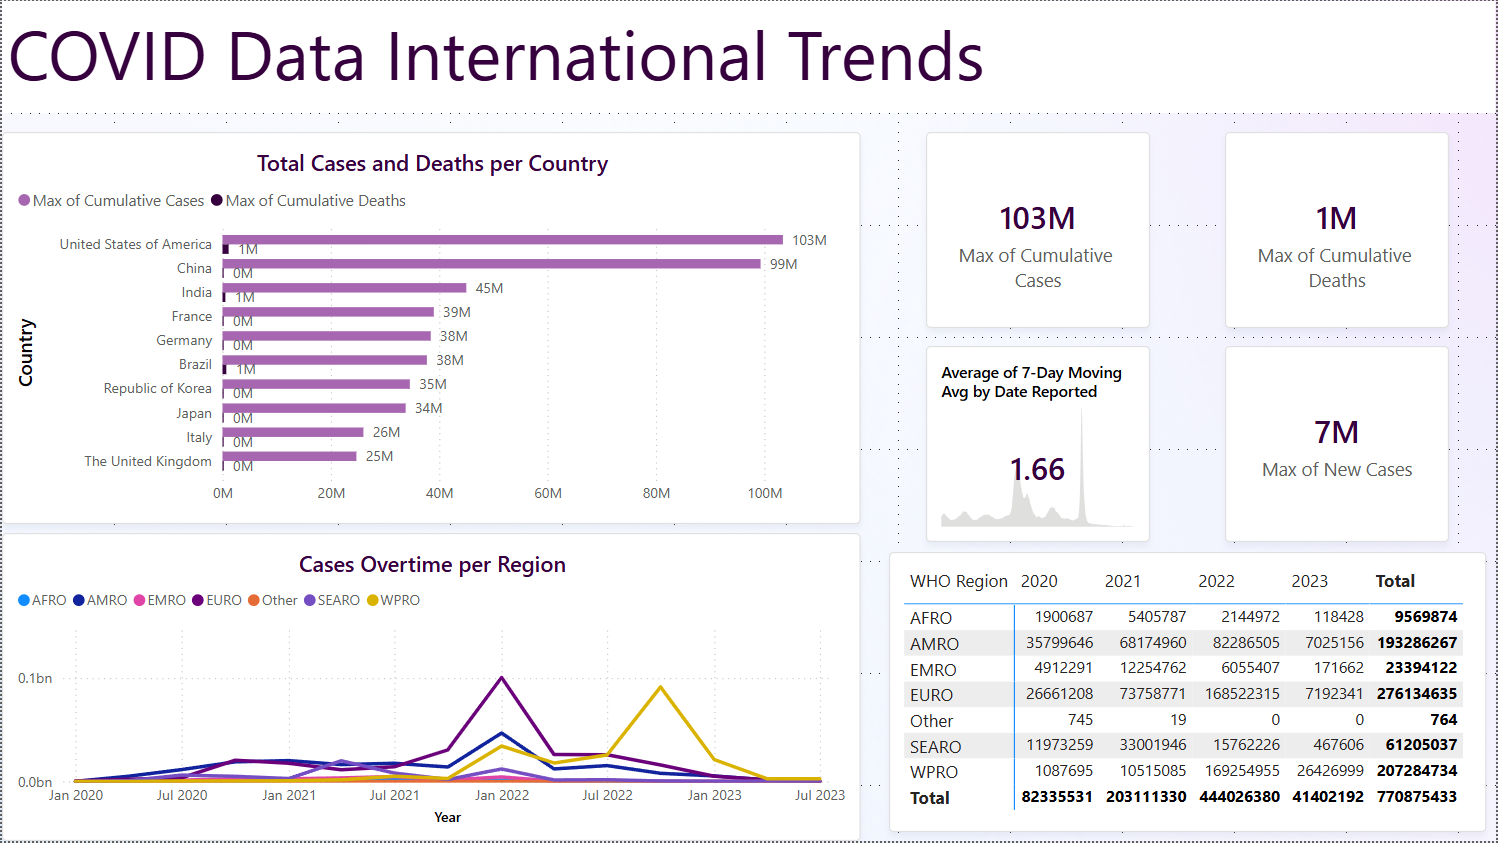 COVID Data International Trends
Total Cases and Deaths per Country
Max of Cumulative Cases Max of Cumulative Deaths
Country
United States of America 103M
1M
China 99M
0M
India 45M
1M
France 39M
0M
Germany 38M
0M
Brazil 38M
1M
Republic of Korea 35M
0M
Japan 34M
0M
Italy 26M
0M
The United Kingdom 25M
0M
0M 20M 40M 60M 80M 100M
103M
Max of Cumulative
Cases
1M
Max of Cumulative
Deaths
Average of 7-Day Moving
Avg by Date Reported
1.66
7M
Max of New Cases
Cases Overtime per Region
AFRO AMRO EMRO EURO Other SEARO WPRO
0.1bn
0.0bn
Jan 2020 Jul 2020 Jan 2021 Jul 2021 Jan 2022 Jul 2022 Jan 2023 Jul 2023
Year
WHO Region 2020 2021 2022 2023 Total
AFRO 1900687 5405787 2144972 118428 9569874
AMRO 35799646 68174960 82286505 7025156 193286267
EMRO 4912291 12254762 6055407 171662 23394122
EURO 26661208 73758771 168522315 7192341 276134635
Other 745 19 0 0 764
SEARO 11973259 33001946 15762226 467606 61205037
WPRO 1087695 10515085 169254955 26426999 207284734
Total 82335531 203111330 444026380 41402192 770875433